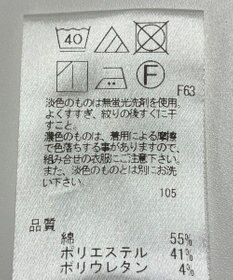 40
F
F63
淡色のものは無蛍光洗剤を使用、
よくすすぎ、絞りの後すぐに干
すこと。
濃色のものは、着用による摩擦
で色落ちする事がありますので、
組み合せの衣服にご注意下さい。
また、淡色のものとは別にお洗
い下さい。
105
品質
綿 55%
ポリエステル 41%
ポリウレタン 4%